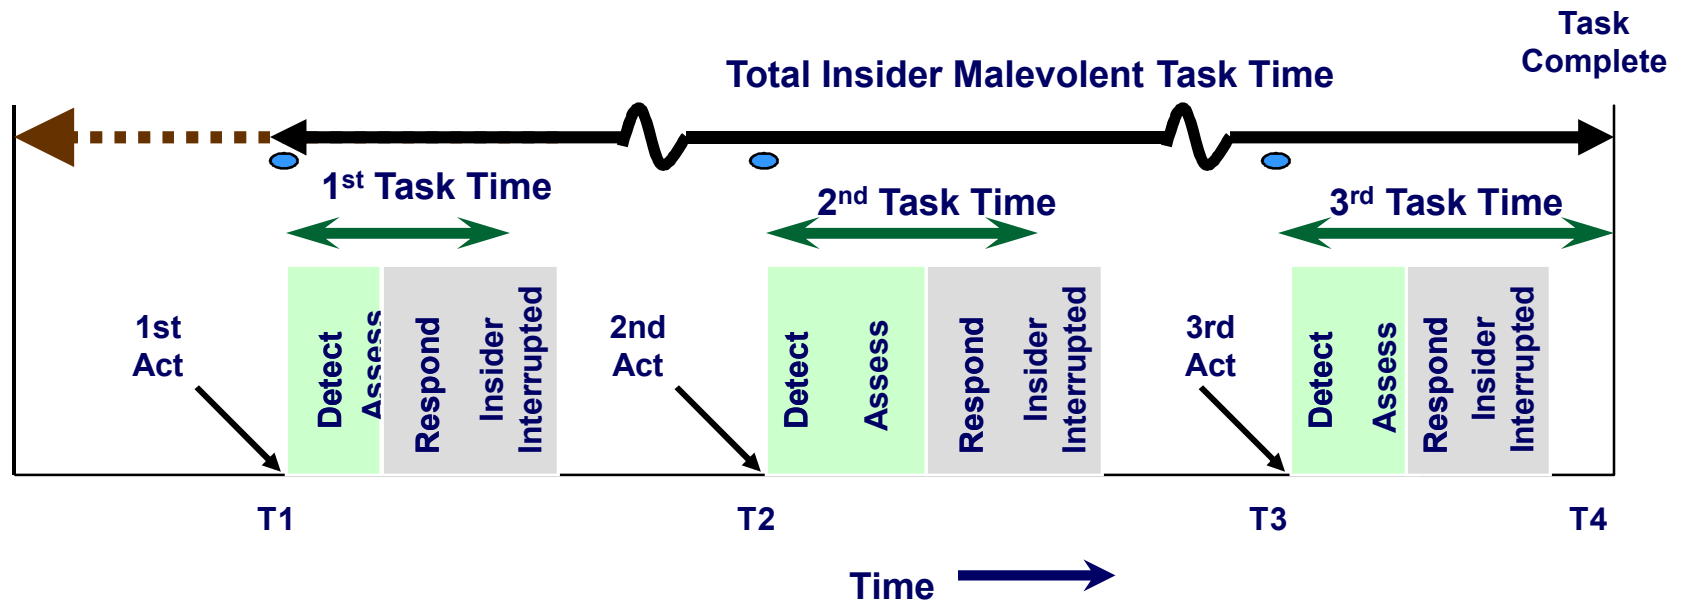 Task
Complete
Total Insider Malevolent Task Time
1st Task Time
2nd Task Time
3rd Task Time
1st
Act
Detect
Assess
Respond
Insider
Interrupted
2nd
Act
Detect
Assess
Respond
Insider
Interrupted
3rd
Act
Detect
Assess
Respond
Insider
Interrupted
T1
T2
T3
T4
Time